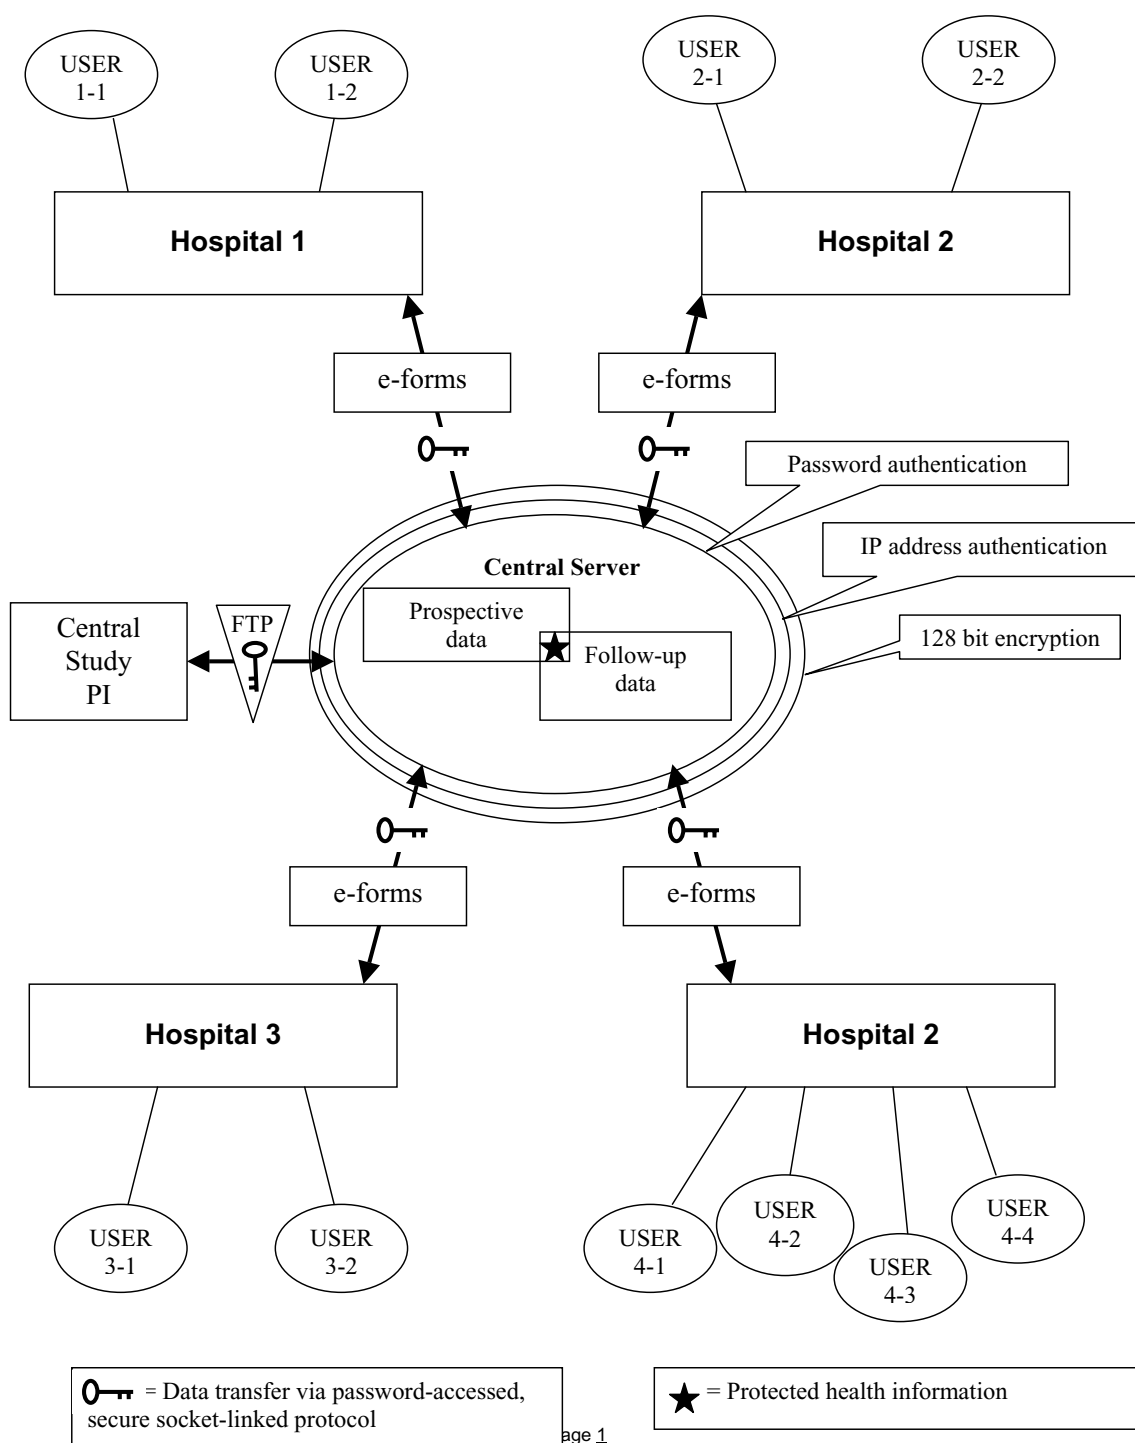 USER
1-1
USER
1-2
USER
2-1
USER
2-2
Hospital 1
Hospital 2
e-forms
e-forms
Password authentication
IP address authentication
128 bit encryption
Central Server
Prospective
data
Follow-up
data
Central
Study
PI
FTP
e-forms
e-forms
Hospital 3
Hospital 2
USER
3-1
USER
3-2
USER
4-1
USER
4-2
USER
4-3
USER
4-4
= Data transfer via password-accessed,
secure socket-linked protocol
= Protected health information
age 1